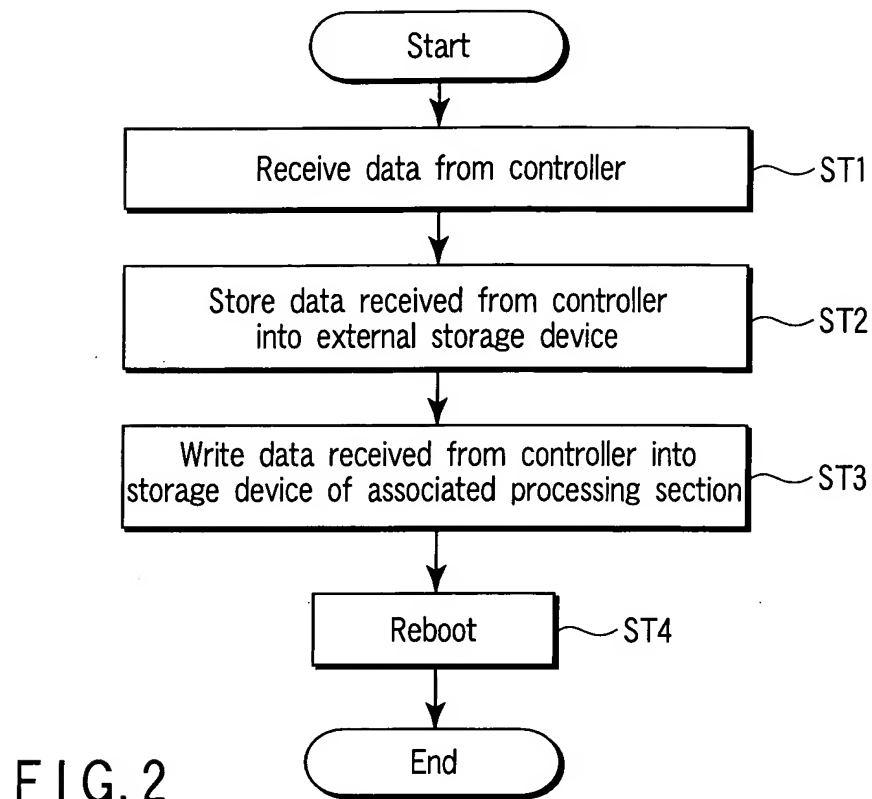 Start
Receive data from controller
ST1
Store data received from controller
into external storage device
ST2
Write data received from controller into
storage device of associated processing section
ST3
Reboot
ST4
End
FIG. 2